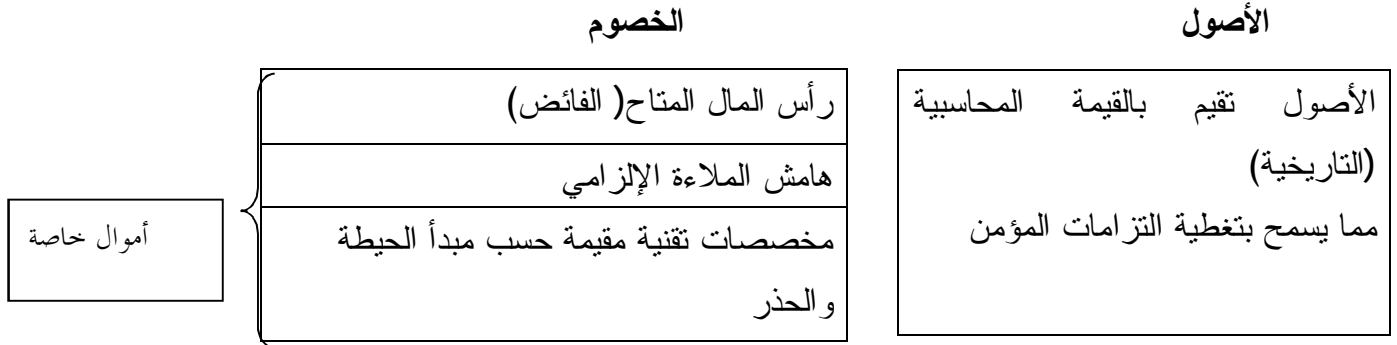 الأصول
الخصوم
الأصول تقيم بالقيمة المحاسبية
(التاريخية)
مما يسمح بتغطية التزامات المؤمن
رأس المال المتاح( الفائض)
هامش الملاءة الإلزامي
مخصصات تقنية مقيمة حسب مبدأ الحيطة
والحذر
أموال خاصة